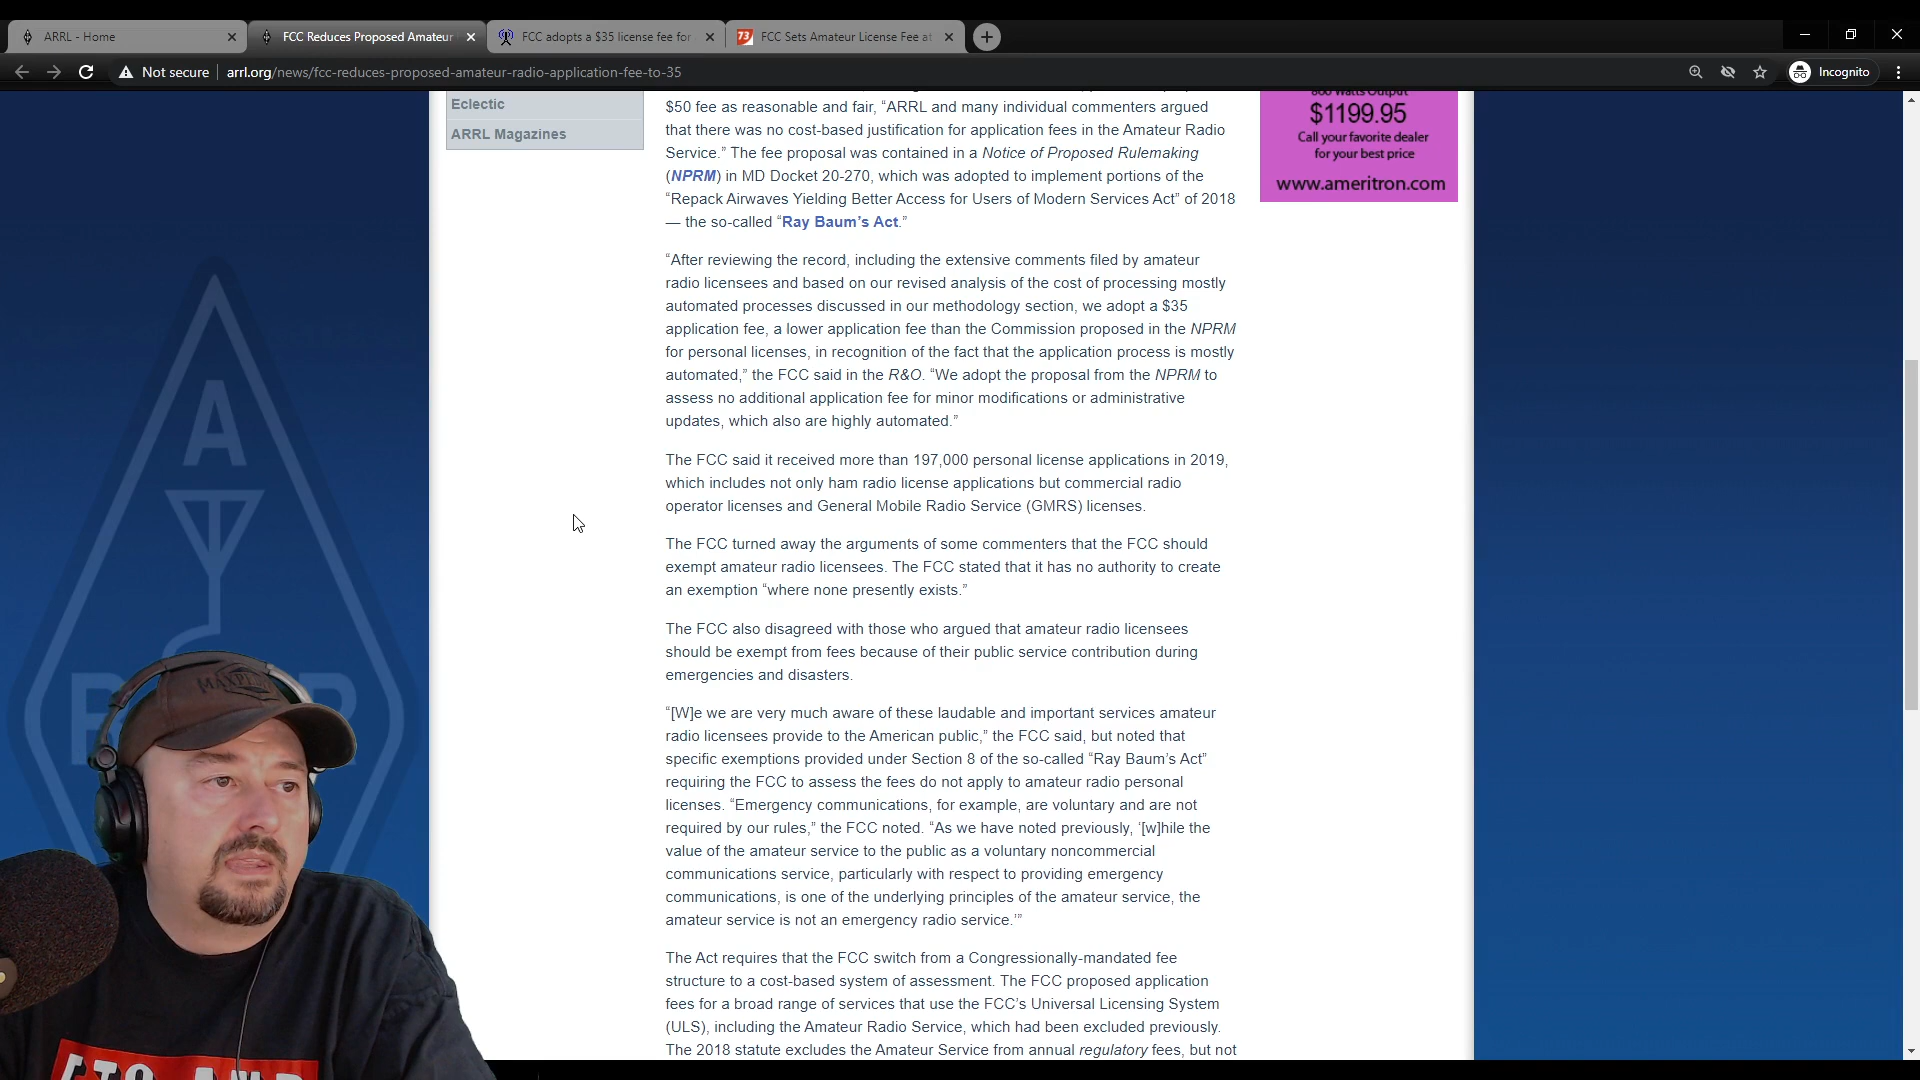 ARRL - Home
FCC Reduces Proposed Amateur
FCC adopts a $35 license fee for
FCC Sets Amateur License Fee at
Not secure
arrl.org/news/fcc-reduces-proposed-amateur-radio-application-fee-to-35
Incognito
Eclectic
ARRL Magazines
$50 fee as reasonable and fair, “ARRL and many individual commenters argued
that there was no cost-based justification for application fees in the Amateur Radio
Service.” The fee proposal was contained in a Notice of Proposed Rulemaking
(NPRM) in MD Docket 20-270, which was adopted to implement portions of the
“Repack Airwaves Yielding Better Access for Users of Modern Services Act” of 2018
— the so-called “Ray Baum’s Act.”
“After reviewing the record, including the extensive comments filed by amateur
radio licensees and based on our revised analysis of the cost of processing mostly
automated processes discussed in our methodology section, we adopt a $35
application fee, a lower application fee than the Commission proposed in the NPRM
for personal licenses, in recognition of the fact that the application process is mostly
automated,” the FCC said in the R&O. “We adopt the proposal from the NPRM to
assess no additional application fee for minor modifications or administrative
updates, which also are highly automated.”
The FCC said it received more than 197,000 personal license applications in 2019,
which includes not only ham radio license applications but commercial radio
operator licenses and General Mobile Radio Service (GMRS) licenses.
The FCC turned away the arguments of some commenters that the FCC should
exempt amateur radio licensees. The FCC stated that it has no authority to create
an exemption “where none presently exists.”
The FCC also disagreed with those who argued that amateur radio licensees
should be exempt from fees because of their public service contribution during
emergencies and disasters.
“[W]e we are very much aware of these laudable and important services amateur
radio licensees provide to the American public,” the FCC said, but noted that
specific exemptions provided under Section 8 of the so-called “Ray Baum’s Act”
requiring the FCC to assess the fees do not apply to amateur radio personal
licenses. “Emergency communications, for example, are voluntary and are not
required by our rules,” the FCC noted. “As we have noted previously, ‘[w]hile the
value of the amateur service to the public as a voluntary noncommercial
communications service, particularly with respect to providing emergency
communications, is one of the underlying principles of the amateur service, the
amateur service is not an emergency radio service.’”
The Act requires that the FCC switch from a Congressionally-mandated fee
structure to a cost-based system of assessment. The FCC proposed application
fees for a broad range of services that use the FCC’s Universal Licensing System
(ULS), including the Amateur Radio Service, which had been excluded previously.
The 2018 statute excludes the Amateur Service from annual regulatory fees, but not
800 Watts Output
$1199.95
Call your favorite dealer
for your best price
www.ameritron.com
A
R